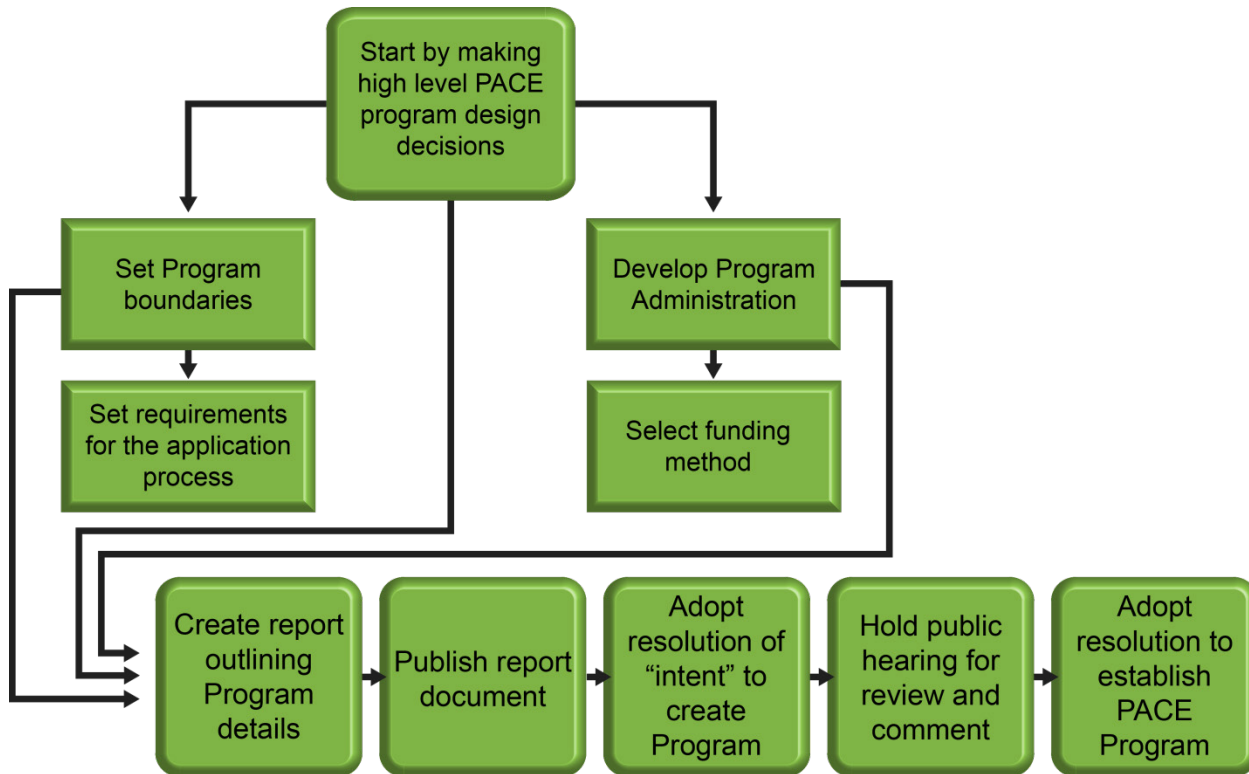 Start by making
high level PACE
program design
decisions
Set Program
boundaries
Develop Program
Administration
Set requirements
for the application
process
Select funding
method
Create report
outlining
Program
details
Publish report
document
Adopt
resolution of
“intent” to
create
Program
Hold public
hearing for
review and
comment
Adopt
resolution to
establish
PACE
Program